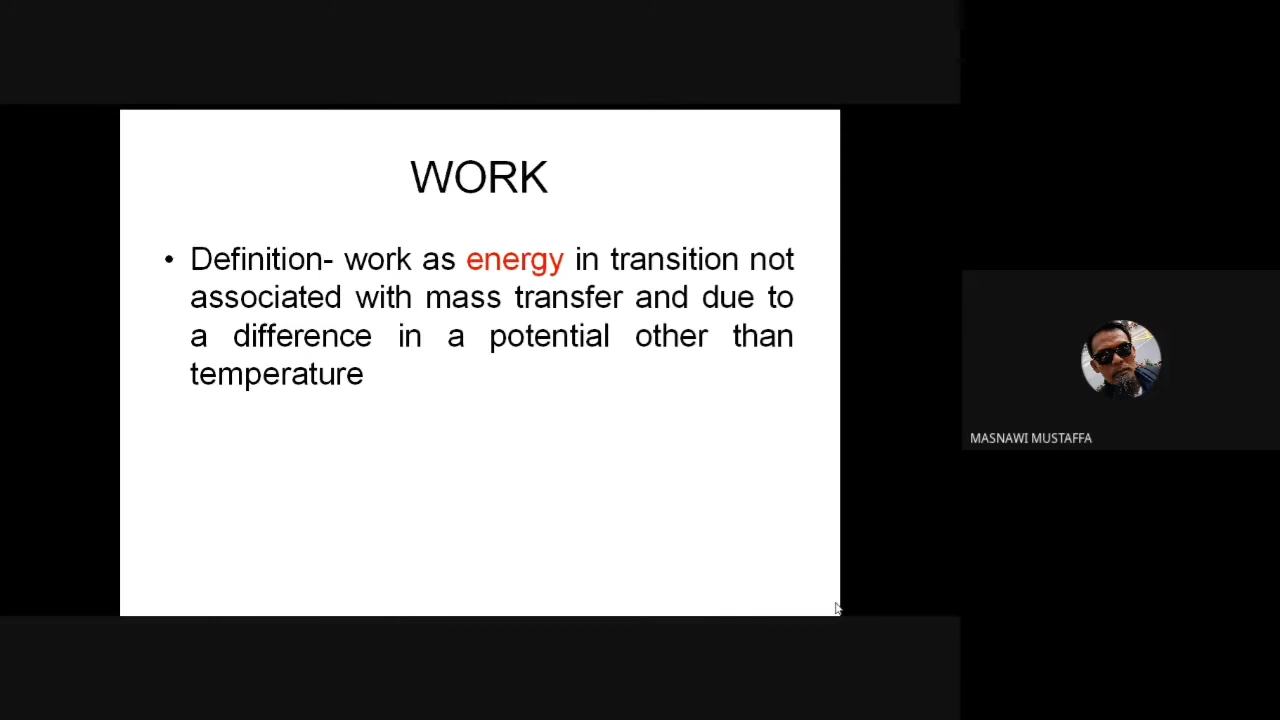 WORK
• Definition- work as energy in transition not
associated with mass transfer and due to
a difference in a potential other than
temperature
MASNAWI MUSTAFFA